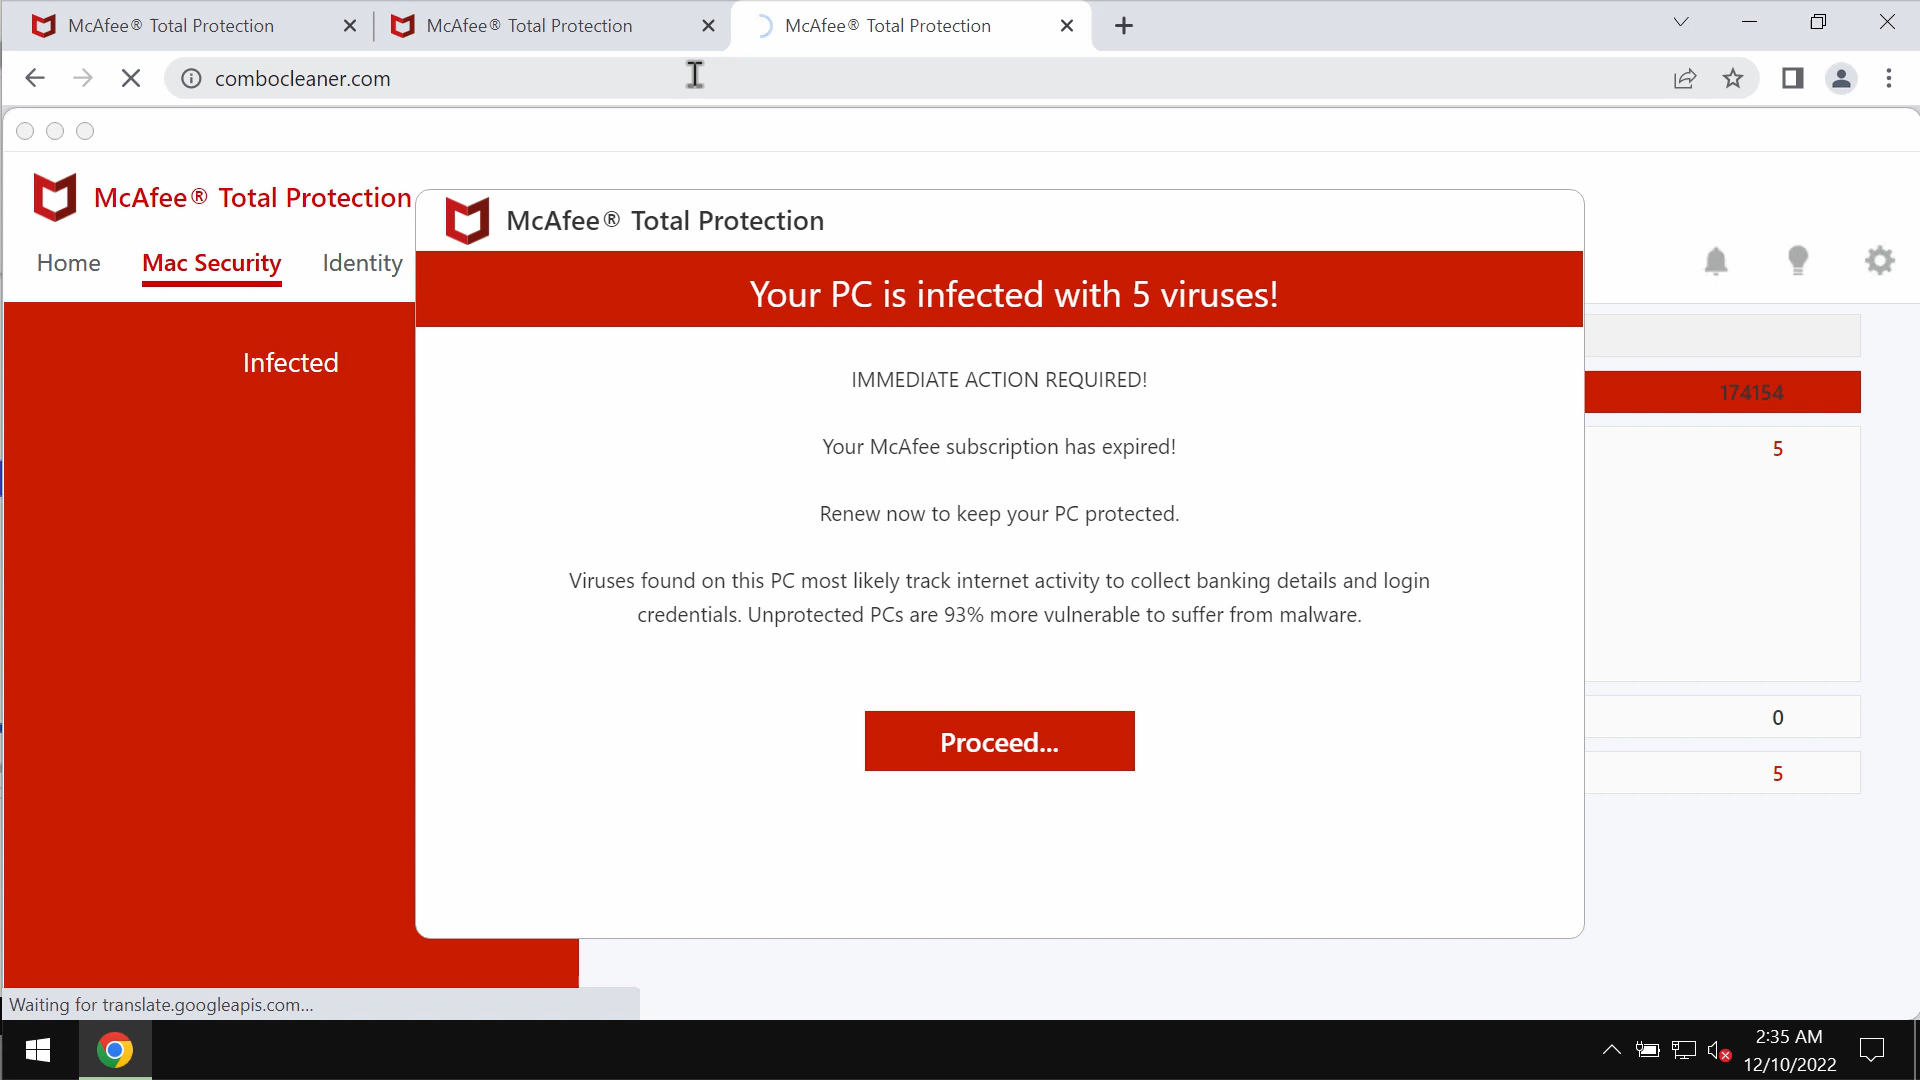 McAfee® Total Protection
McAfee® Total Protection
McAfee® Total Protection
combocleaner.com
McAfee® Total Protection
McAfee® Total Protection
Home
Mac Security
Identity
Your PC is infected with 5 viruses!
Infected
IMMEDIATE ACTION REQUIRED!
174154
Your McAfee subscription has expired!
5
Renew now to keep your PC protected.
Viruses found on this PC most likely track internet activity to collect banking details and login
credentials. Unprotected PCs are 93% more vulnerable to suffer from malware.
0
Proceed...
5
Waiting for translate.googleapis.com...
2:35 AM
12/10/2022